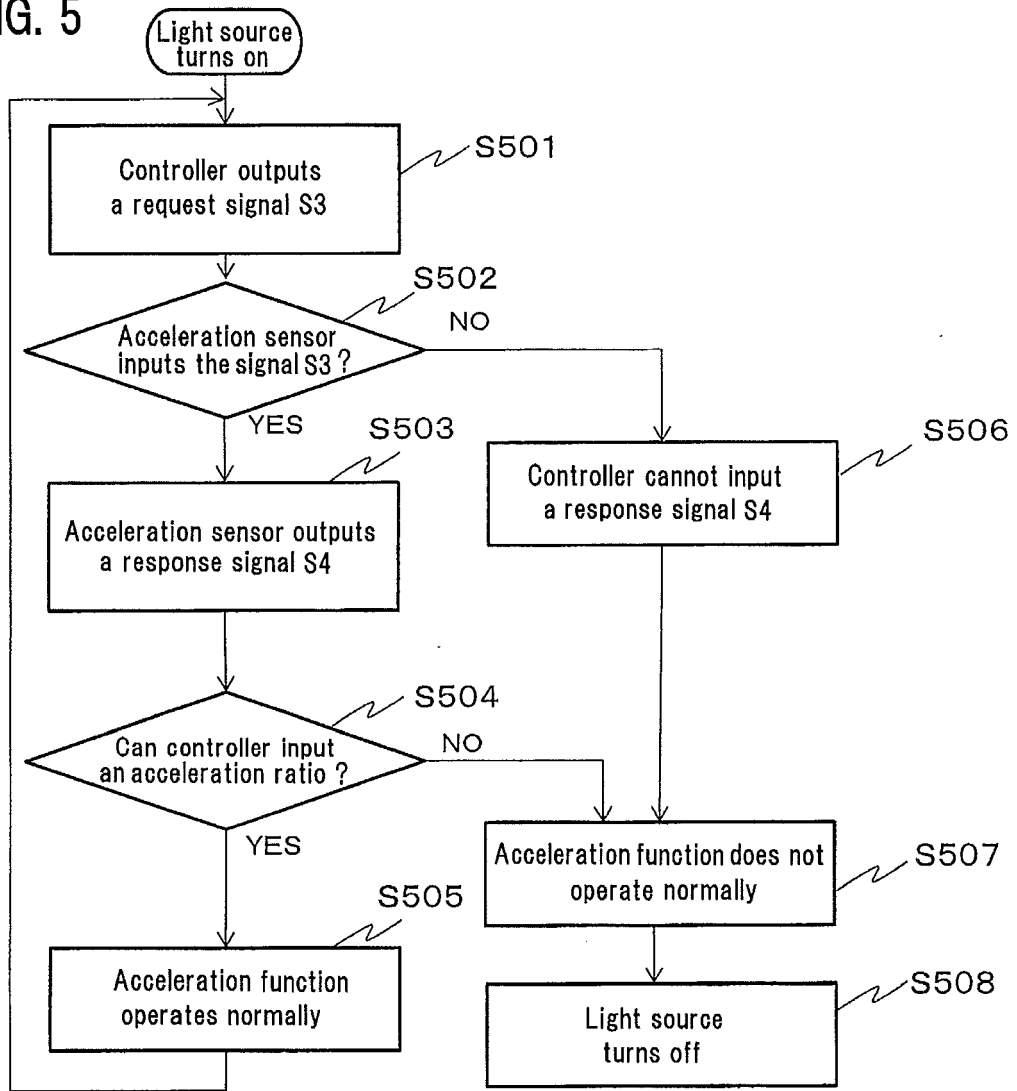 IG. 5
Light source
turns on
Controller outputs
a request signal S3
S501
Acceleration sensor
inputs the signal S3 ?
S502
NO
YES
Acceleration sensor outputs
a response signal S4
S503
Controller cannot input
a response signal S4
S506
Can controller input
an acceleration ratio ?
S504
NO
YES
Acceleration function does not
operate normally
S507
Acceleration function
operates normally
S505
Light source
turns off
S508